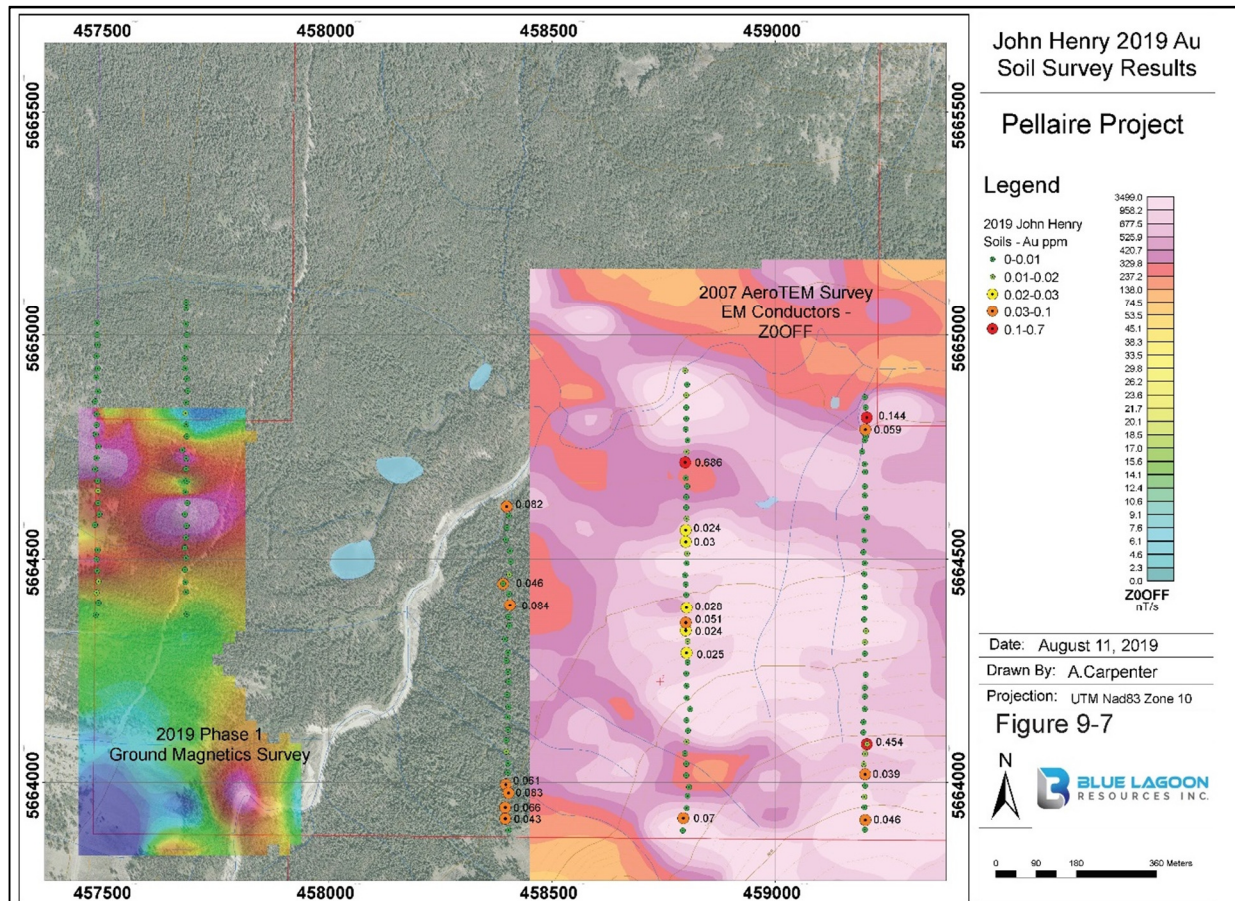 457500 458000 458500 459000
5665500
5665000
5664500
5664000
5665500
5665000
5664500
5664000
2007 AeroTEM Survey
EM Conductors -
Z0OFF
0.144
0.059
0.686
0.082
0.024
0.03
0.046
0.084
0.028
0.051
0.024
0.025
2019 Phase 1
Ground Magnetics Survey
0.454
0.061
0.039
0.083
0.066
0.043
0.07
0.046
457500 458000 458500 459000
John Henry 2019 Au
Soil Survey Results
Pellaire Project
Legend
2019 John Henry
Soils - Au ppm
0-0.01
0.01-0.02
0.02-0.03
0.03-0.1
0.1-0.7
3499.0
958.2
677.5
525.9
420.7
329.8
237.2
138.0
74.5
53.5
45.1
38.3
33.5
29.8
26.2
23.6
21.7
20.1
18.5
17.0
15.6
14.1
12.4
10.6
9.1
7.6
6.1
4.6
2.3
0.0
Z0OFF
nT/s
Date: August 11, 2019
Drawn By: A.Carpenter
Projection: UTM Nad83 Zone 10
Figure 9-7
N
BLUE LAGOON
RESOURCES INC.
0 90 180 360 Meters